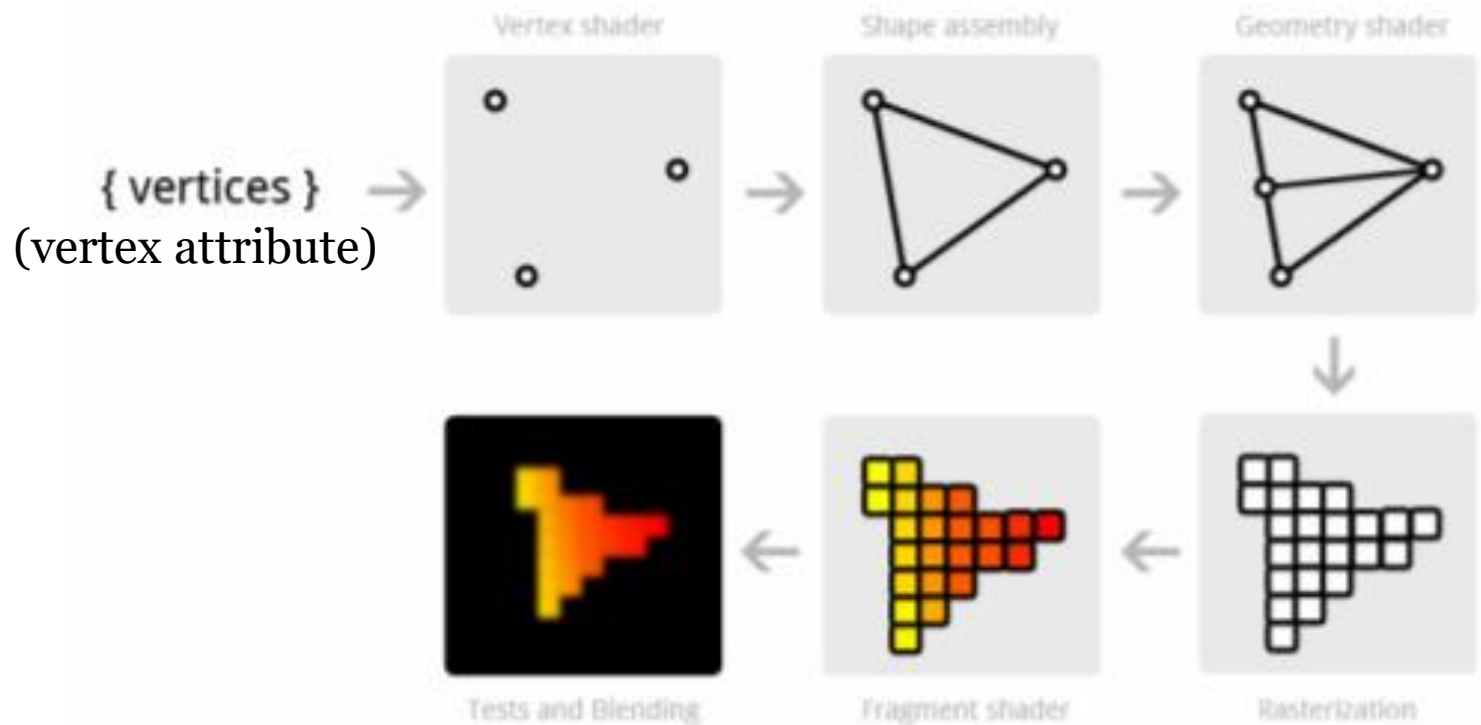 Vertex shader
Shape assembly
Geometry shader
{ vertices }
(vertex attribute)
Tests and Blending
Fragment shader
Rasterization